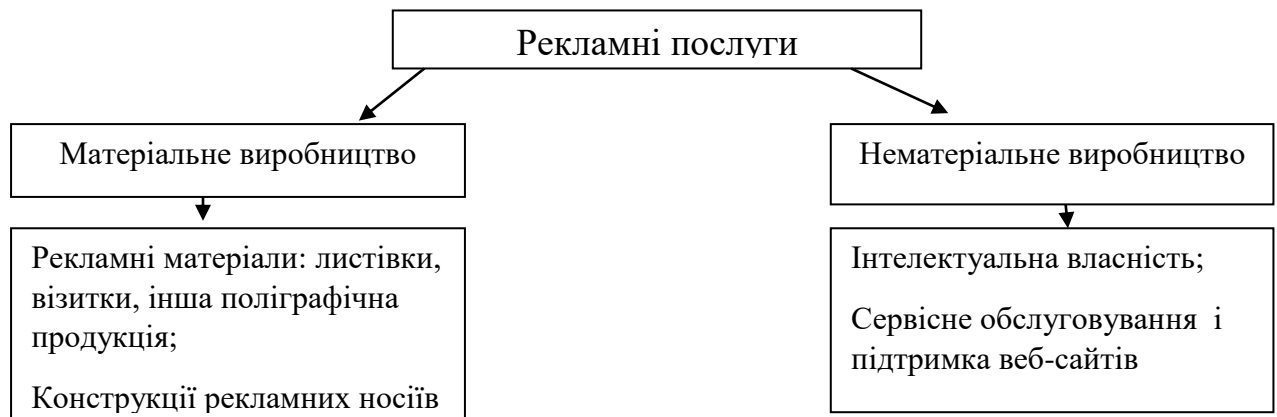 Рекламні послуги
Матеріальне виробництво
Нематеріальне виробництво
Рекламні матеріали: листівки,
візитки, інша поліграфічна
продукція;
Конструкції рекламних носіїв
Інтелектуальна власність;
Сервісне обслуговування і
підтримка веб-сайтів